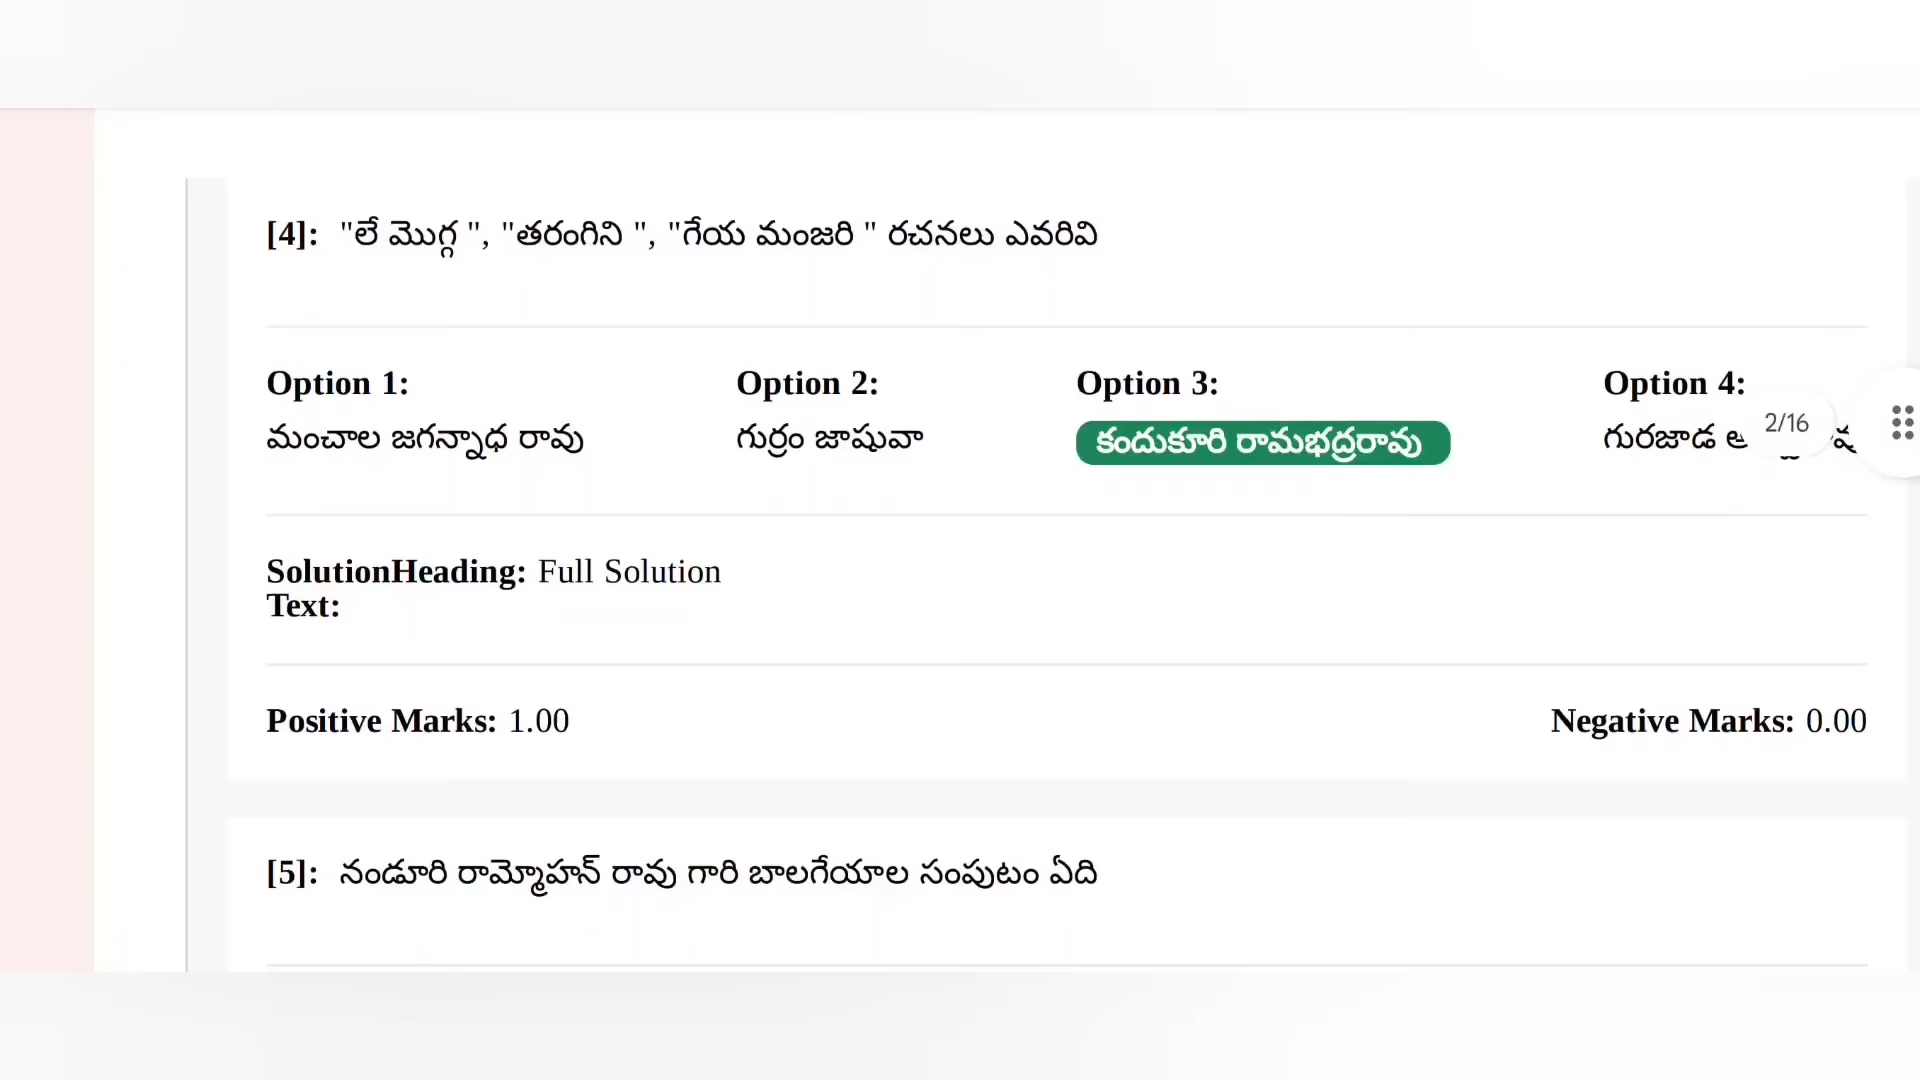 [4]: "లే మొగ్గ ", "తరంగిని ", "గేయ మంజరి " రచనలు ఎవరివి
Option 1: Option 2: Option 3: Option 4:
మంచాల జగన్నాధ రావు గుర్రం జాషువా కందుకూరి రామభద్రరావు గురజాడ
2/16
SolutionHeading: Full Solution
Text:
Positive Marks: 1.00 Negative Marks: 0.00
[5]: నండూరి రామ్మోహన్ రావు గారి బాలగేయాల సంపుటం ఏది